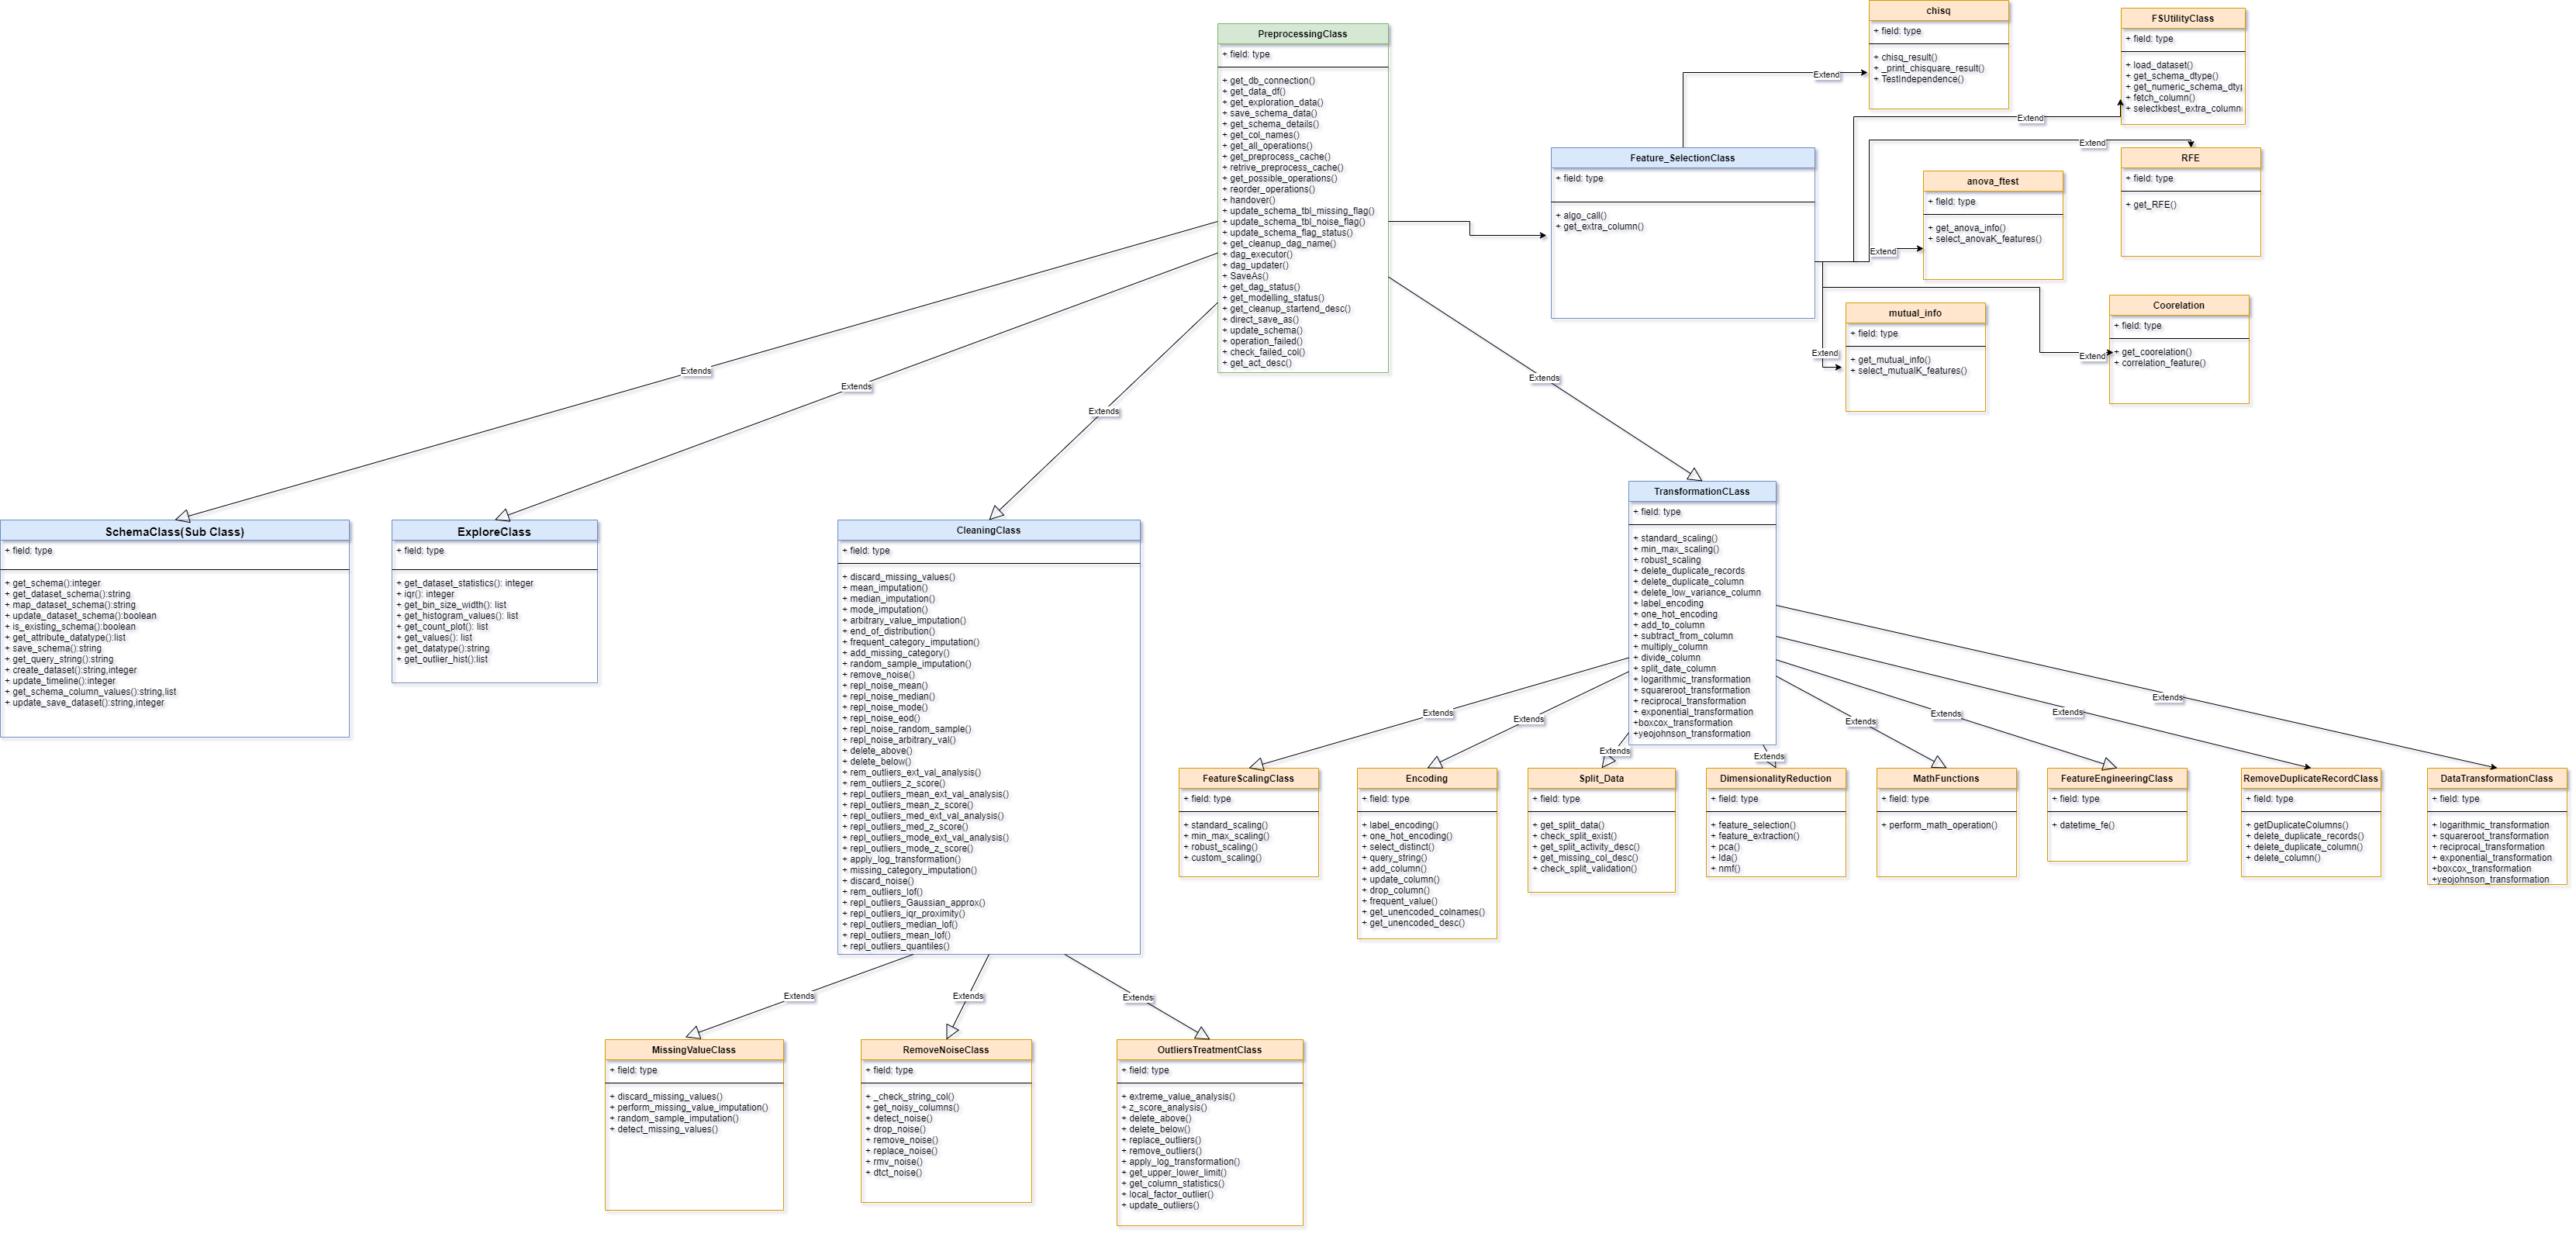 PreprocessingClass
+ field: type
+ get_db_connection()
+ get_data_df()
+ get_exploration_data()
+ save_schema_data()
+ get_schema_details()
+ get_col_names()
+ get_all_operations()
+ get_preprocess_cache()
+ retrive_preprocess_cache()
+ get_possible_operations()
+ reorder_operations()
+ handover()
+ update_schema_tbl_missing_flag()
+ update_schema_tbl_noise_flag()
+ update_schema_flag_status()
+ get_cleanup_dag_name()
+ dag_executor()
+ dag_updater()
+ SaveAs()
+ get_dag_status()
+ get_modelling_status()
+ get_cleanup_startend_desc()
+ direct_save_as()
+ update_schema()
+ operation_failed()
+ check_failed_col()
+ get_act_desc()
chisq
+ field: type
+ chisq_result()
+ _print_chisquare_result()
+ TestIndependence()
Extend
FSUtilityClass
+ field: type
+ load_dataset()
+ get_schema_dtype()
+ get_numeric_schema_dtyp
+ fetch_column()
+ selectkbest_extra_column
Extend
Feature_SelectionClass
+ field: type
+ algo_call()
+ get_extra_column()
Extend
RFE
+ field: type
+ get_RFE()
anova_ftest
+ field: type
+ get_anova_info()
+ select_anovaK_features()
Extend
mutual_info
+ field: type
+ get_mutual_info()
+ select_mutualK_features()
Extend
Coorelation
+ field: type
+ get_coorelation()
+ correlation_feature()
Extend
Extends
Extends
Extends
Extends
SchemaClass(Sub Class)
+ field: type
+ get_schema():integer
+ get_dataset_schema():string
+ map_dataset_schema():string
+ update_dataset_schema():boolean
+ is_existing_schema():boolean
+ get_attribute_datatype():list
+ save_schema():string
+ get_query_string():string
+ create_dataset():string,integer
+ update_timeline():integer
+ get_schema_column_values():string,list
+ update_save_dataset():string,integer
ExploreClass
+ field: type
+ get_dataset_statistics(): integer
+ iqr(): integer
+ get_bin_size_width(): list
+ get_histogram_values(): list
+ get_count_plot(): list
+ get_values(): list
+ get_datatype():string
+ get_outlier_hist():list
CleaningClass
+ field: type
+ discard_missing_values()
+ mean_imputation()
+ median_imputation()
+ mode_imputation()
+ arbitrary_value_imputation()
+ end_of_distribution()
+ frequent_category_imputation()
+ add_missing_category()
+ random_sample_imputation()
+ remove_noise()
+ repl_noise_mean()
+ repl_noise_median()
+ repl_noise_mode()
+ repl_noise_eod()
+ repl_noise_random_sample()
+ repl_noise_arbitrary_val()
+ delete_above()
+ delete_below()
+ rem_outliers_ext_val_analysis()
+ rem_outliers_z_score()
+ repl_outliers_mean_ext_val_analysis()
+ repl_outliers_mean_z_score()
+ repl_outliers_med_ext_val_analysis()
+ repl_outliers_med_z_score()
+ repl_outliers_mode_ext_val_analysis()
+ repl_outliers_mode_z_score()
+ apply_log_transformation()
+ missing_category_imputation()
+ discard_noise()
+ rem_outliers_lof()
+ repl_outliers_Gaussian_approx()
+ repl_outliers_iqr_proximity()
+ repl_outliers_median_lof()
+ repl_outliers_mean_lof()
+ repl_outliers_quantiles()
TransformationCLass
+ field: type
+ standard_scaling()
+ min_max_scaling()
+ robust_scaling
+ delete_duplicate_records
+ delete_duplicate_column
+ delete_low_variance_column
+ label_encoding
+ one_hot_encoding
+ add_to_column
+ subtract_from_column
+ multiply_column
+ divide_column
+ split_date_column
+ logarithmic_transformation
+ squareroot_transformation
+ reciprocal_transformation
+ exponential_transformation
+boxcox_transformation
+yeojohnson_transformation
Extends
Extends
Extends
Extends
Extends
Extends
Extends
Extends
FeatureScalingClass
+ field: type
+ standard_scaling()
+ min_max_scaling()
+ robust_scaling()
+ custom_scaling()
Encoding
+ field: type
+ label_encoding()
+ one_hot_encoding()
+ select_distinct()
+ query_string()
+ add_column()
+ update_column()
+ drop_column()
+ frequent_value()
+ get_unencoded_colnames()
+ get_unencoded_desc()
Split_Data
+ field: type
+ get_split_data()
+ check_split_exist()
+ get_split_activity_desc()
+ get_missing_col_desc()
+ check_split_validation()
DimensionalityReduction
+ field: type
+ feature_selection()
+ feature_extraction()
+ pca()
+ lda()
+ nmf()
MathFunctions
+ field: type
+ perform_math_operation()
FeatureEngineeringClass
+ field: type
+ datetime_fe()
RemoveDuplicateRecordClass
+ field: type
+ getDuplicateColumns()
+ delete_duplicate_records()
+ delete_duplicate_column()
+ delete_column()
DataTransformationClass
+ field: type
+ logarithmic_transformation
+ squareroot_transformation
+ reciprocal_transformation
+ exponential_transformation
+boxcox_transformation
+yeojohnson_transformation
Extends
Extends
Extends
MissingValueClass
+ field: type
+ discard_missing_values()
+ perform_missing_value_imputation()
+ random_sample_imputation()
+ detect_missing_values()
RemoveNoiseClass
+ field: type
+ _check_string_col()
+ get_noisy_columns()
+ detect_noise()
+ drop_noise()
+ remove_noise()
+ replace_noise()
+ rmv_noise()
+ dtct_noise()
OutliersTreatmentClass
+ field: type
+ extreme_value_analysis()
+ z_score_analysis()
+ delete_above()
+ delete_below()
+ replace_outliers()
+ remove_outliers()
+ apply_log_transformation()
+ get_upper_lower_limit()
+ get_column_statistics()
+ local_factor_outlier()
+ update_outliers()